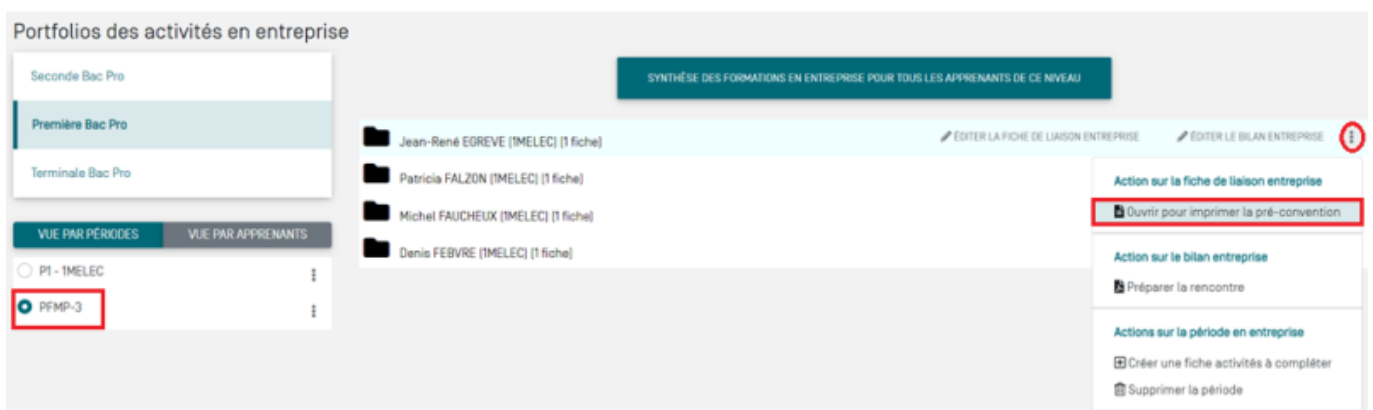 Portfolios des activités en entreprise
Seconde Bac Pro
Première Bac Pro
Terminale Bac Pro
VUE PAR PÉRIODES
VUE PAR APPRENANTS
P1 - 1MELEC
PFMP-3
SYNTHÈSE DES FORMATIONS EN ENTREPRISE POUR TOUS LES APPRENANTS DE CE NIVEAU
Jean-René EGREVE (1MELEC) (1 fiche)
ÉDITER LA FICHE DE LIAISON ENTREPRISE
ÉDITER LE BILAN ENTREPRISE
Patricia FALZON (1MELEC) (1 fiche)
Michel FAUCHEUX (1MELEC) (1 fiche)
Denis FEBVRE (1MELEC) (1 fiche)
Action sur la fiche de liaison entreprise
Ouvrir pour imprimer la pré-convention
Action sur le bilan entreprise
Préparer la rencontre
Actions sur la période en entreprise
Créer une fiche activités à compléter
Supprimer la période